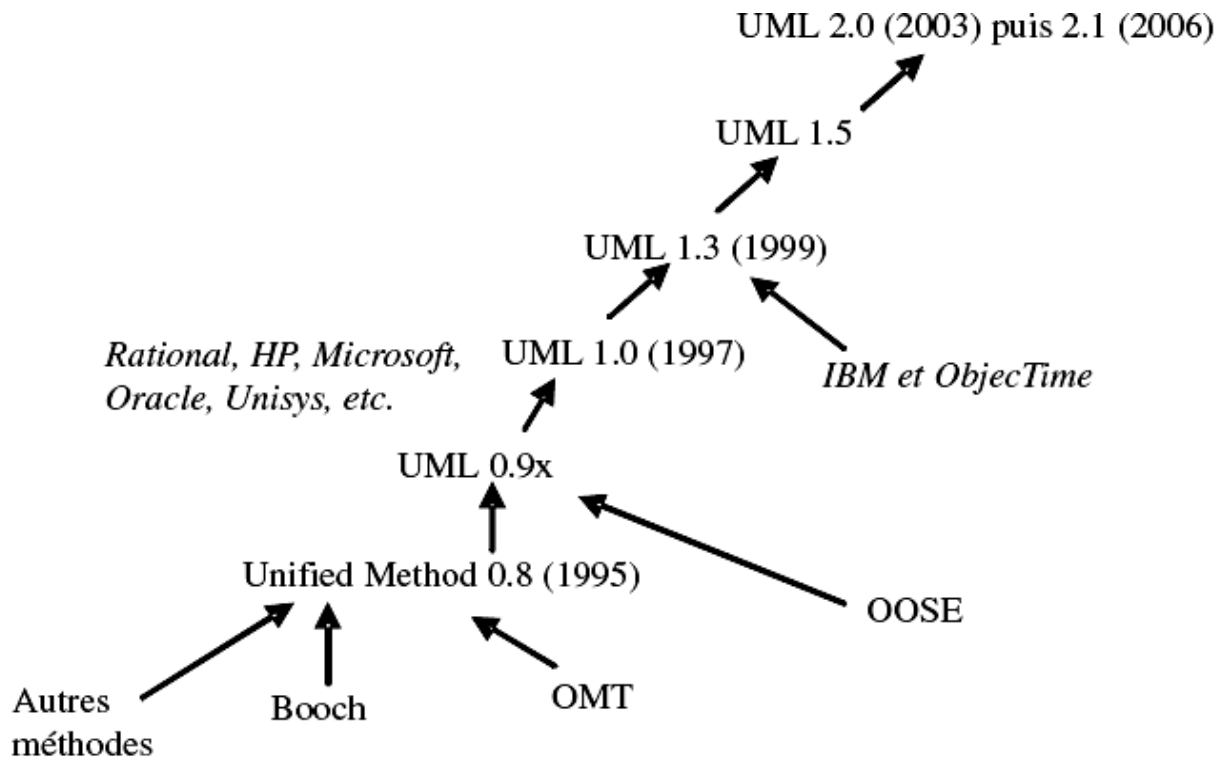 UML 2.0 (2003) puis 2.1 (2006)
UML 1.5
UML 1.3 (1999)
Rational, HP, Microsoft,
Oracle, Unisys, etc.
UML 1.0 (1997)
IBM et ObjecTime
UML 0.9x
Unified Method 0.8 (1995)
OOSE
Autres
méthodes
Booch
OMT